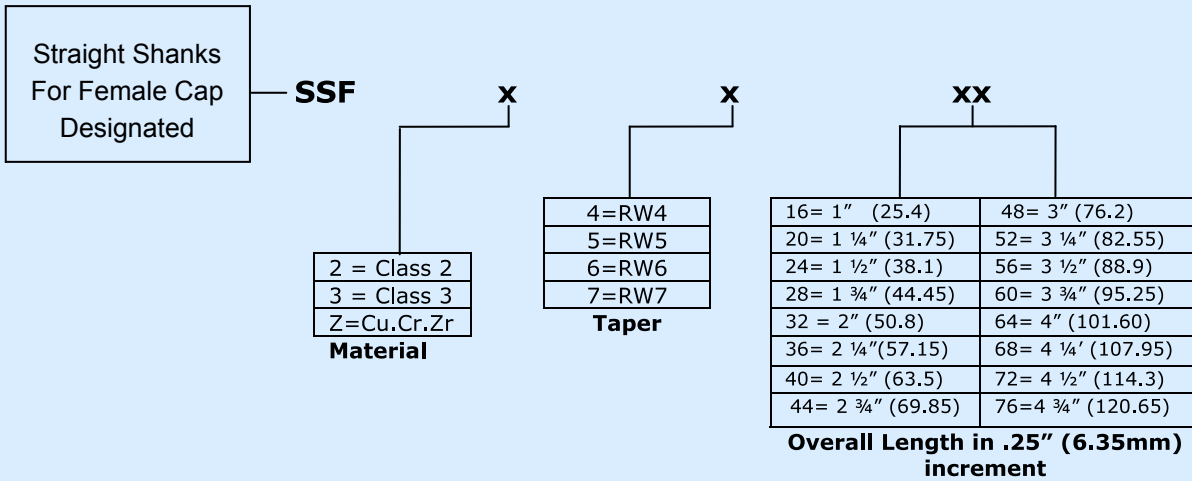 Straight Shanks
For Female Cap
Designated
SSF x x xx
2 = Class 2
3 = Class 3
Z=Cu.Cr.Zr
Material
4=RW4
5=RW5
6=RW6
7=RW7
Taper
16= 1” (25.4) 48= 3” (76.2)
20= 1 ¼” (31.75) 52= 3 ¼” (82.55)
24= 1 ½” (38.1) 56= 3 ½” (88.9)
28= 1 ¾” (44.45) 60= 3 ¾” (95.25)
32 = 2” (50.8) 64= 4” (101.60)
36= 2 ¼”(57.15) 68= 4 ¼’ (107.95)
40= 2 ½” (63.5) 72= 4 ½” (114.3)
44= 2 ¾” (69.85) 76=4 ¾” (120.65)
Overall Length in .25” (6.35mm)
increment